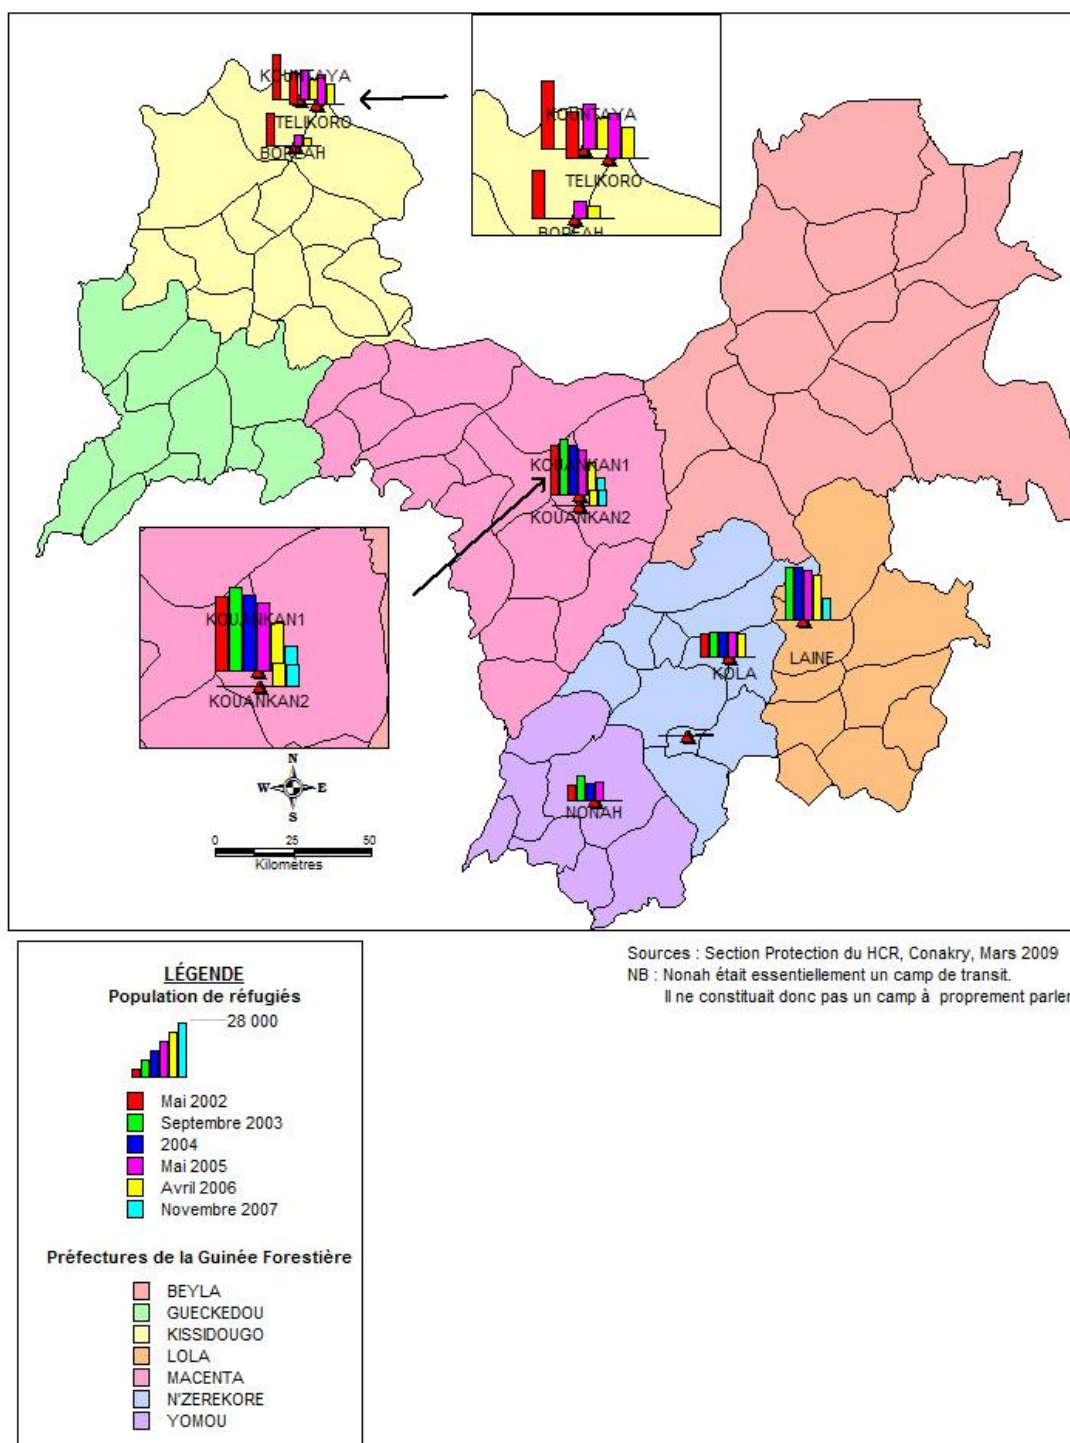 KOUNTAYA
TELIKORO
BOREAH
KOUNTAYA
TELIKORO
BOREAH
KOUANKAN1
KOUANKAN2
KOUANKAN1
KOUANKAN2
LAINE
KOLA
NONAH
N
W E
S
0 25 50
Kilomètres
LÉGENDE
Population de réfugiés
28 000
Mai 2002
Septembre 2003
2004
Mai 2005
Avril 2006
Novembre 2007
Préfectures de la Guinée Forestière
BEYLA
GUECKEDOU
KISSIDOUGO
LOLA
MACENTA
N'ZEREKORE
YOMOU
Sources : Section Protection du HCR, Conakry, Mars 2009
NB : Nonah était essentiellement un camp de transit.
Il ne constituait donc pas un camp à proprement parler